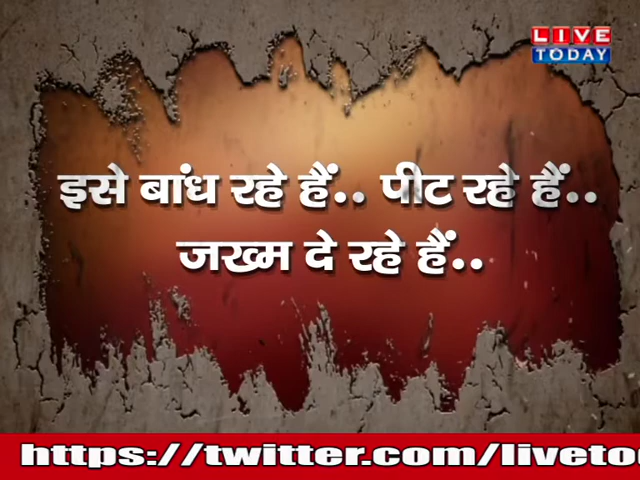 LIVE
TODAY
इसे बांध रहे हैं.. पीट रहे हैं..
जख्म दे रहे हैं..
https://twitter.com/liveto